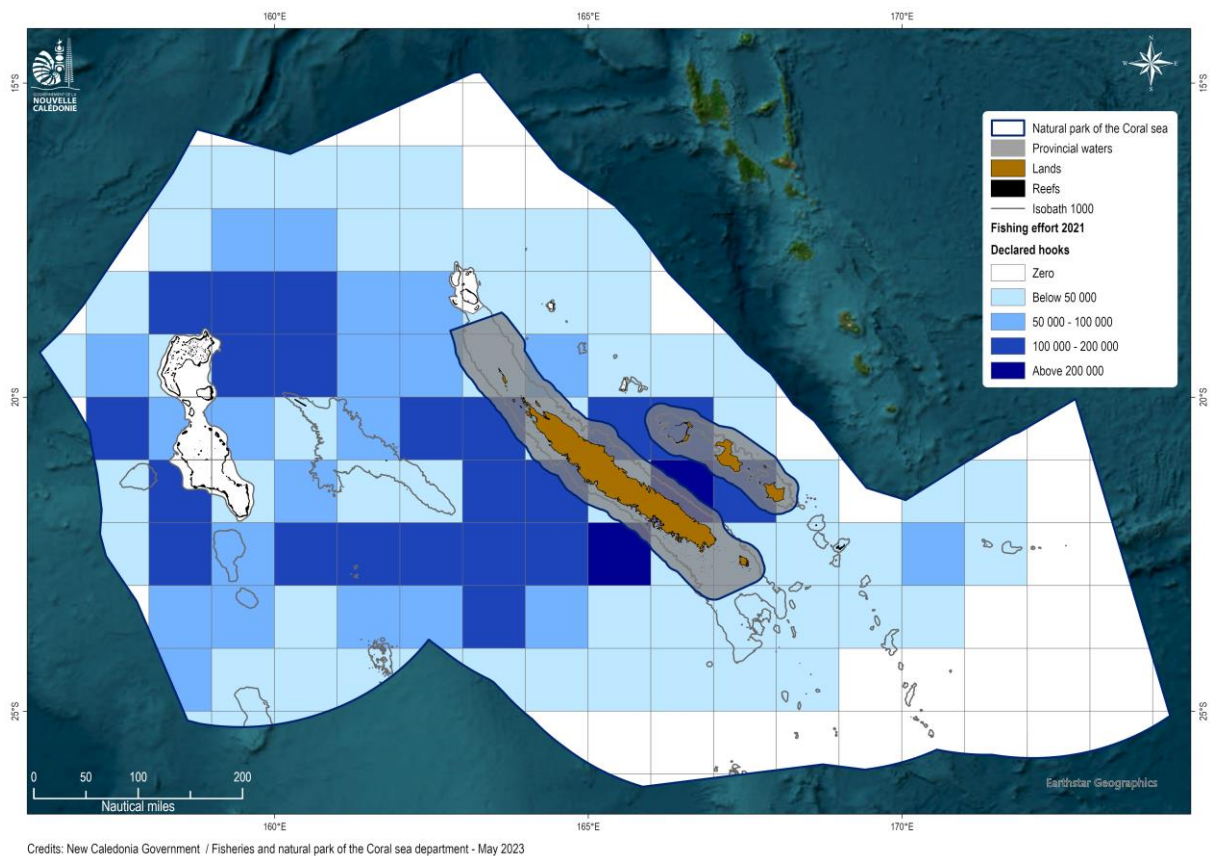 160°E
165°E
170°E
15°S
15°S
GOUVERNEMENT DE LA
NOUVELLE
CALÉDONIE
N
E
S
Natural park of the Coral sea
Provincial waters
Lands
Reefs
Isobath 1000
Fishing effort 2021
Declared hooks
Zero
Below 50 000
50 000 - 100 000
100 000 - 200 000
Above 200 000
20°S
20°S
25°S
25°S
0
50
100
200
Nautical miles
Earthstar Geographics
160°E
165°E
170°E
Credits: New Caledonia Government / Fisheries and natural park of the Coral sea department - May 2023